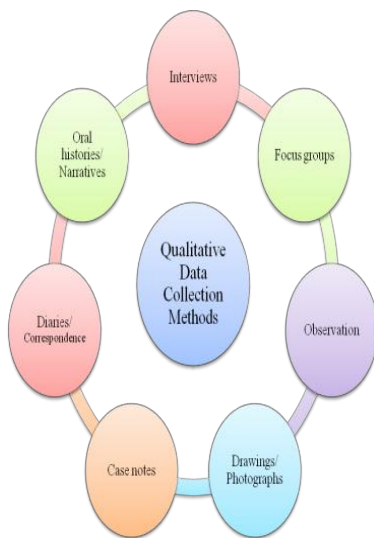 Interviews
Focus groups
Observation
Drawings/
Photographs
Case notes
Diaries/
Correspondence
Oral
histories/
Narratives
Qualitative
Data
Collection
Methods